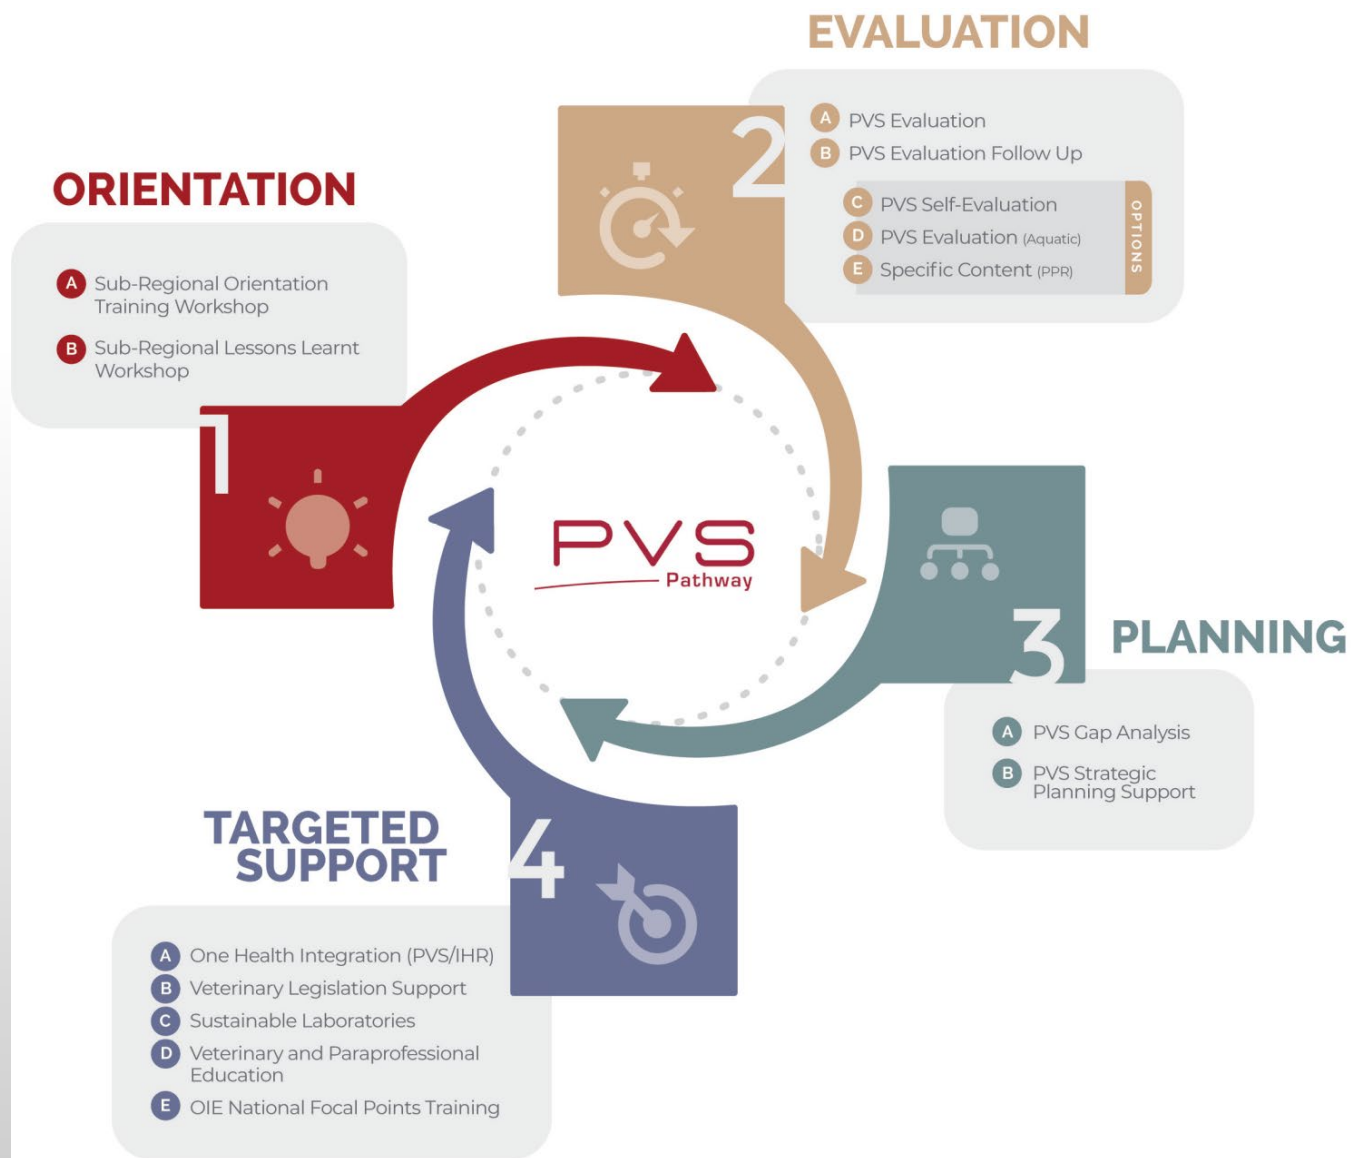 ORIENTATION
1
A Sub-Regional Orientation
Training Workshop
B Sub-Regional Lessons Learnt
Workshop
EVALUATION
2
A PVS Evaluation
B PVS Evaluation Follow Up
C PVS Self-Evaluation
D PVS Evaluation (Aquatic)
E Specific Content (PPR)
OPTIONS
PVS
Pathway
3
PLANNING
A PVS Gap Analysis
B PVS Strategic
Planning Support
TARGETED
SUPPORT
4
A One Health Integration (PVS/IHR)
B Veterinary Legislation Support
C Sustainable Laboratories
D Veterinary and Paraprofessional
Education
E OIE National Focal Points Training